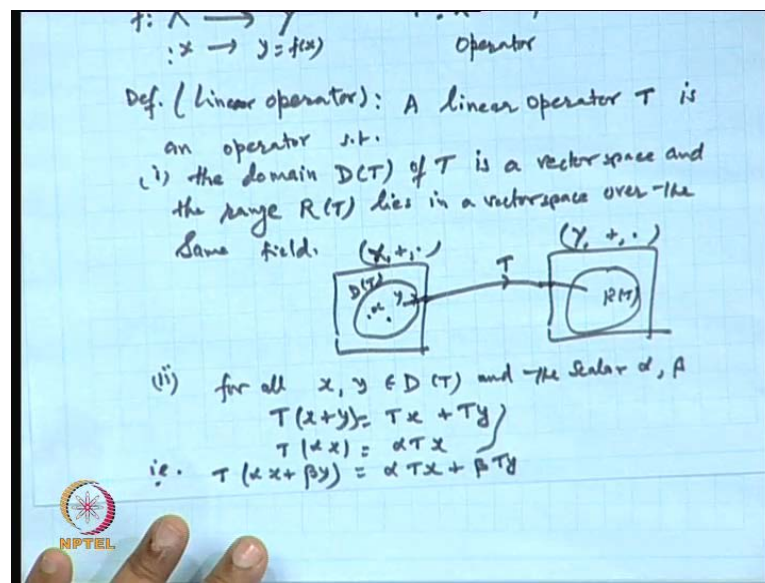 f: X → Y
: x → y = f(x) operator
Def. (Linear operator): A linear operator T is
an operator s.t.
(i) the domain D(T) of T is a vector space and
the range R(T) lies in a vector space over the
Same field. (X, +, ·) (Y, +, ·)
T
D(T) x y R(T)
(ii) for all x, y ∈ D(T) and the scalar α, β
T(x+y) = Tx + Ty
T(αx) = αTx
i.e. T(αx + βy) = αTx + βTy
NPTEL